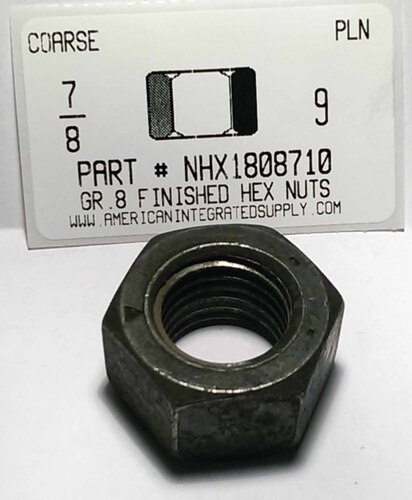 COARSE PLN
7/8 9
PART # NHX1808710
GR.8 FINISHED HEX NUTS
WWW.AMERICANINTEGRATEDSUPPLY.COM